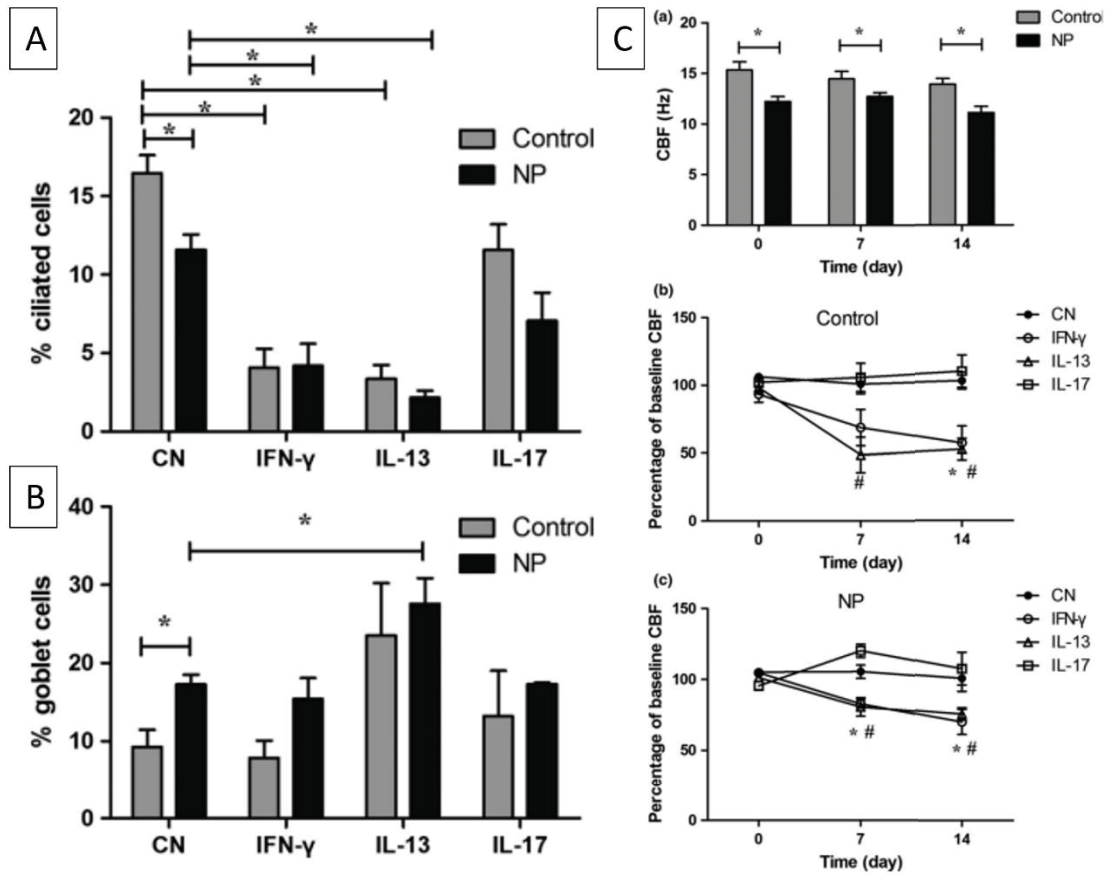 A
*
*
*
*
*
Control
NP
% ciliated cells
20
15
10
5
0
CN IFN-γ IL-13 IL-17
B
*
*
Control
NP
% goblet cells
40
30
20
10
0
CN IFN-γ IL-13 IL-17
C
(a)
Control
NP
* * *
CBF (Hz)
20
15
10
5
0
0 7 14
Time (day)
(b)
Control
CN
IFN-γ
IL-13
IL-17
Percentage of baseline CBF
150
100
50
0
# * #
0 7 14
Time (day)
(c)
NP
CN
IFN-γ
IL-13
IL-17
Percentage of baseline CBF
150
100
50
0
* # * #
0 7 14
Time (day)